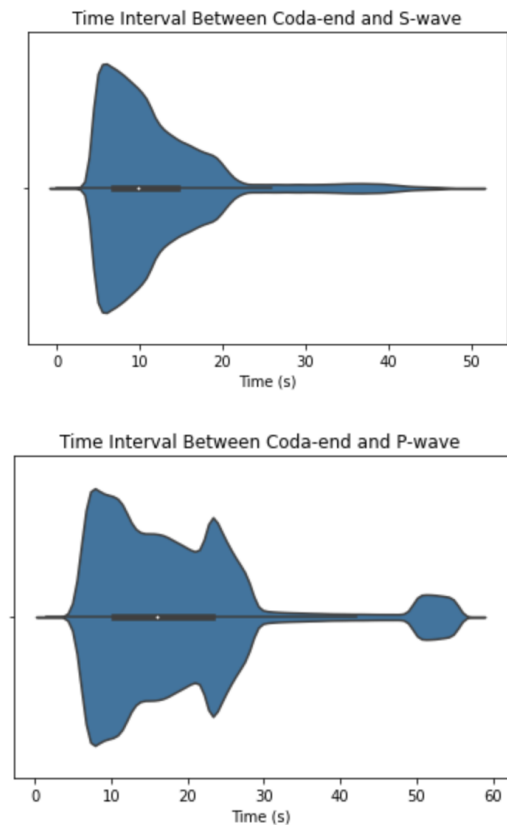 Time Interval Between Coda-end and S-wave
0 10 20 30 40 50
Time (s)
Time Interval Between Coda-end and P-wave
0 10 20 30 40 50 60
Time (s)